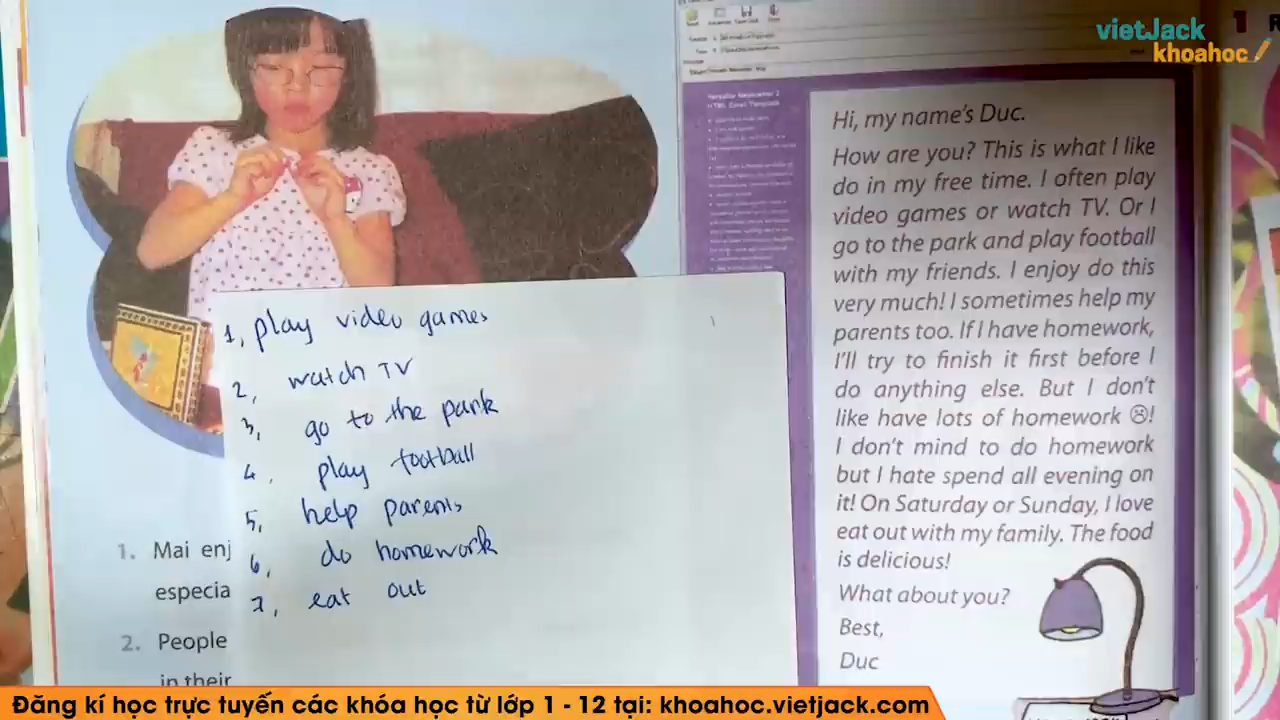 vietJack
khoahoc
1 R
1. play video games
2, watch TV
3, go to the park
4, play football
5, help parents
6, do homework
7, eat out
1. Mai enj
especia
2. People
in their
Hi, my name's Duc.
How are you? This is what I like
do in my free time. I often play
video games or watch TV. Or I
go to the park and play football
with my friends. I enjoy do this
very much! I sometimes help my
parents too. If I have homework,
I'll try to finish it first before I
do anything else. But I don't
like have lots of homework ☹!
I don't mind to do homework
but I hate spend all evening on
it! On Saturday or Sunday, I love
eat out with my family. The food
is delicious!
What about you?
Best,
Duc
Đăng kí học trực tuyến các khóa học từ lớp 1 - 12 tại: khoahoc.vietjack.com